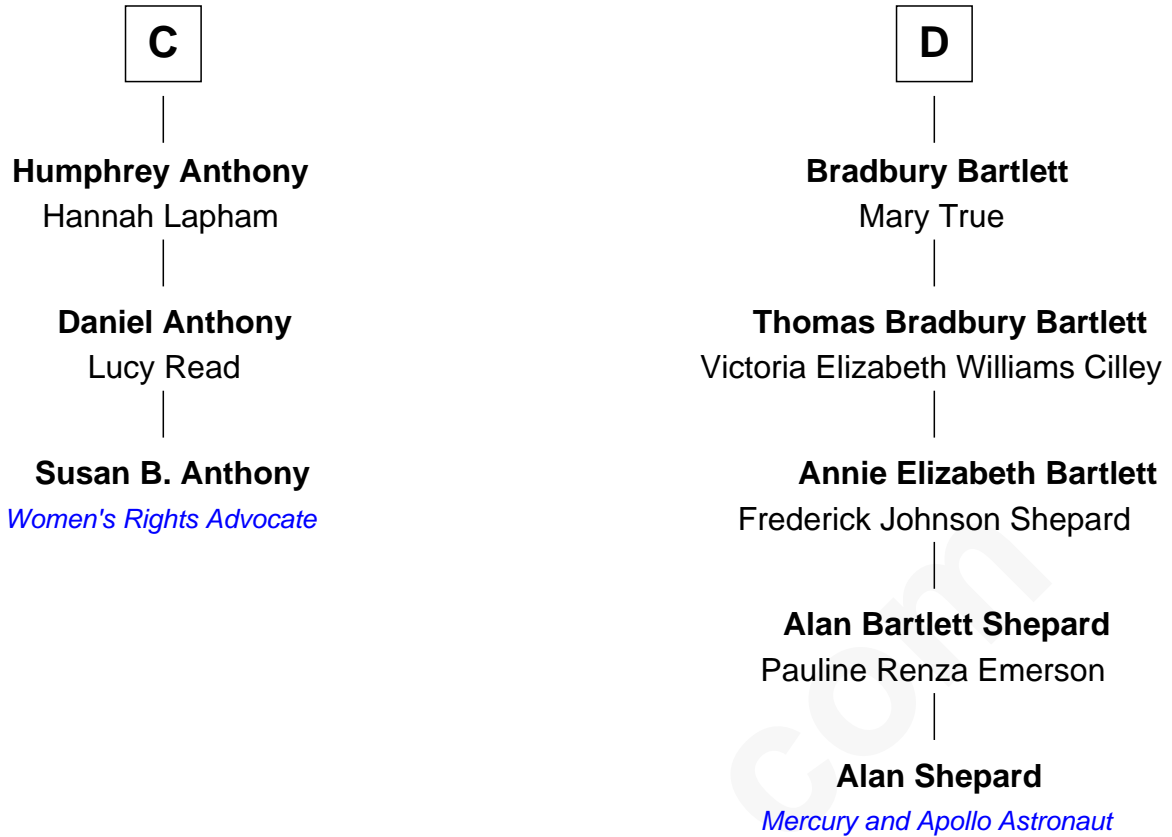 C
Humphrey Anthony
Hannah Lapham
Daniel Anthony
Lucy Read
Susan B. Anthony
Women's Rights Advocate
D
Bradbury Bartlett
Mary True
Thomas Bradbury Bartlett
Victoria Elizabeth Williams Cilley
Annie Elizabeth Bartlett
Frederick Johnson Shepard
Alan Bartlett Shepard
Pauline Renza Emerson
Alan Shepard
Mercury and Apollo Astronaut
com